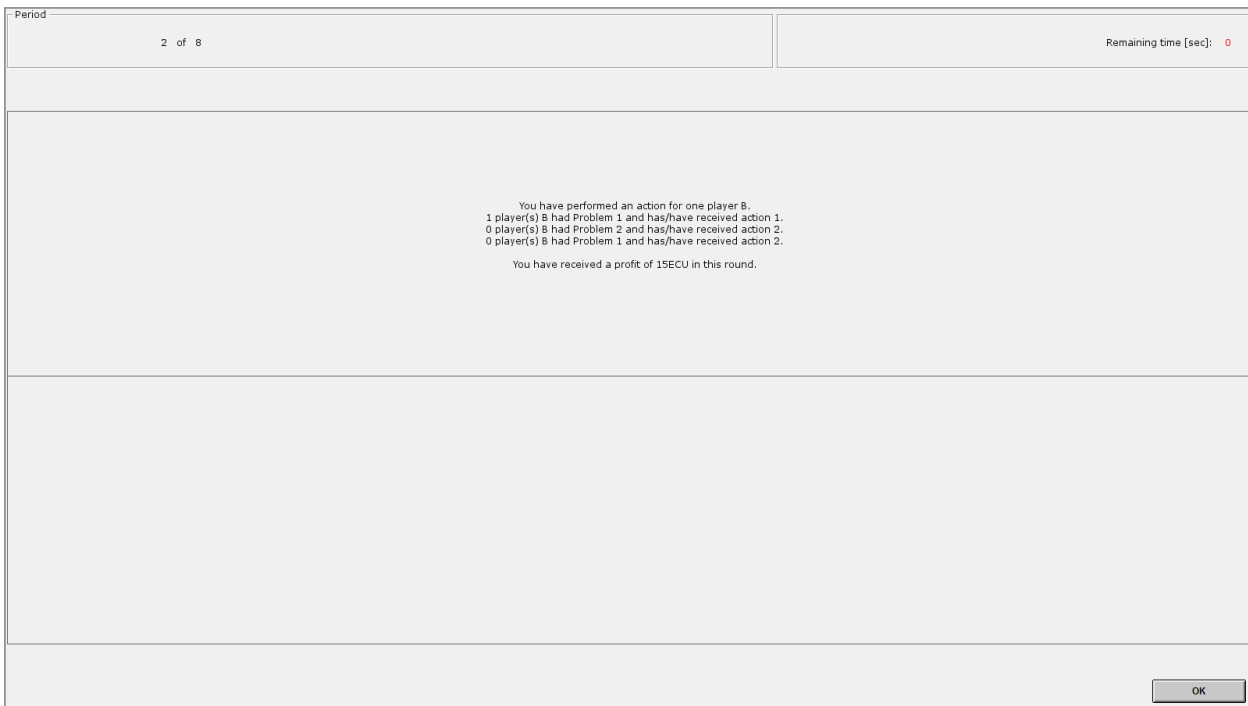 Period
2 of 8
Remaining time [sec]: 0
You have performed an action for one player B.
1 player(s) B had Problem 1 and has/have received action 1.
0 player(s) B had Problem 2 and has/have received action 2.
0 player(s) B had Problem 1 and has/have received action 2.
You have received a profit of 15ECU in this round.
OK